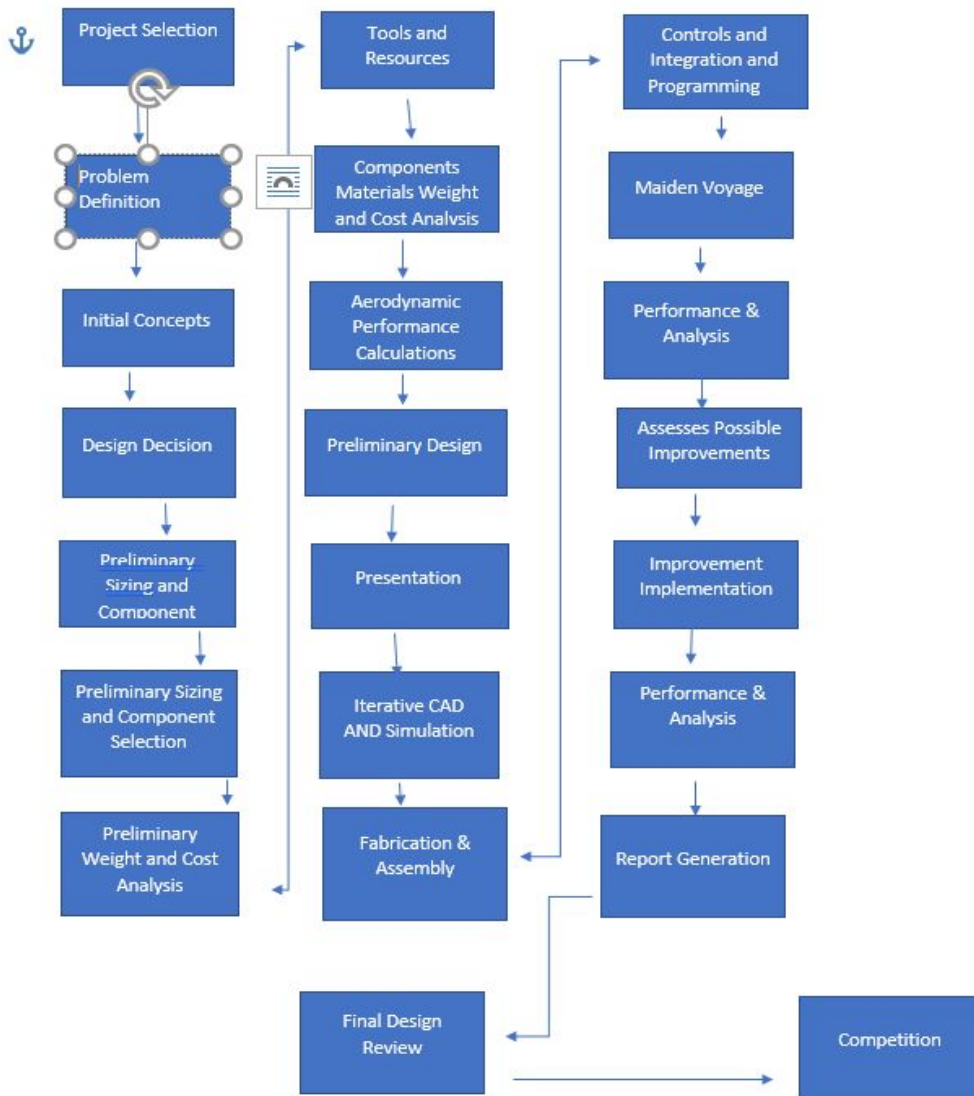 Project Selection
Problem
Definition
Initial Concepts
Design Decision
Preliminary
Sizing and
Component
Preliminary Sizing
and Component
Selection
Preliminary
Weight and Cost
Analysis
Tools and
Resources
Components
Materials Weight
and Cost Analysis
Aerodynamic
Performance
Calculations
Preliminary Design
Presentation
Iterative CAD
AND Simulation
Fabrication &
Assembly
Controls and
Integration and
Programming
Maiden Voyage
Performance &
Analysis
Assesses Possible
Improvements
Improvement
Implementation
Performance &
Analysis
Report Generation
Final Design
Review
Competition